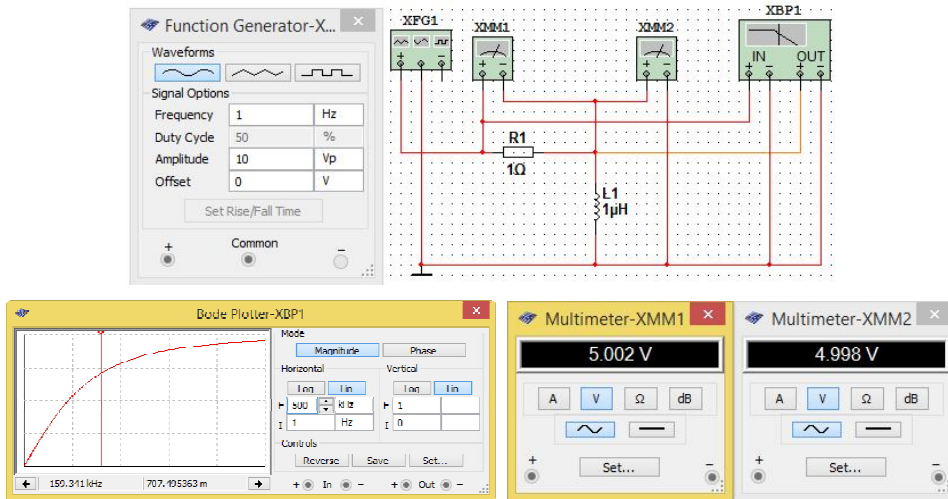 Function Generator-X...
Waveforms
Signal Options
Frequency 1 Hz
Duty Cycle 50 %
Amplitude 10 Vp
Offset 0 V
Set Rise/Fall Time
+ Common −
XFG1
XMM1
XMM2
XBP1
IN OUT
R1
1Ω
L1
1µH
Bode Plotter-XBP1
Mode
Magnitude Phase
Horizontal Vertical
Log Lin Log Lin
F 500 kHz F 1
I 1 Hz I 0
Controls
Reverse Save Set...
159.341 kHz 707.495363 m
+ In − + Out −
Multimeter-XMM1
5.002 V
A V Ω dB
Set...
+ −
Multimeter-XMM2
4.998 V
A V Ω dB
Set...
+ −